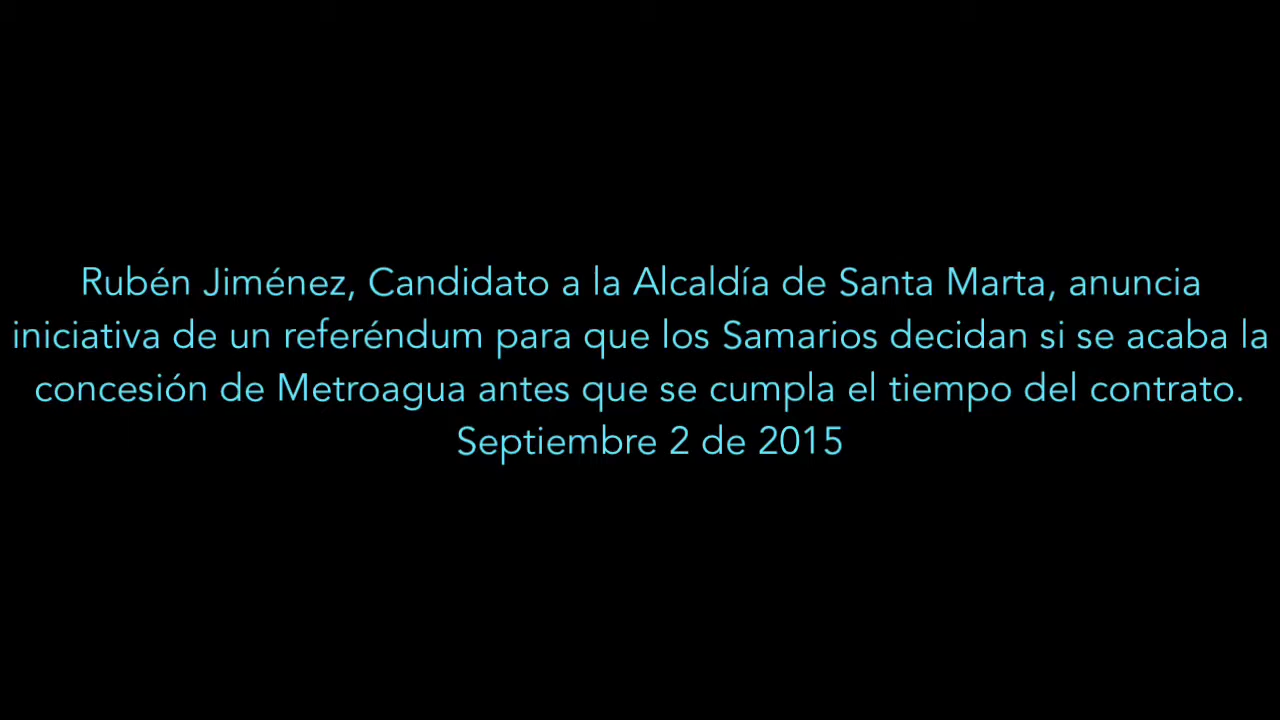 Rubén Jiménez, Candidato a la Alcaldía de Santa Marta, anuncia
iniciativa de un referéndum para que los Samarios decidan si se acaba la
concesión de Metroagua antes que se cumpla el tiempo del contrato.
Septiembre 2 de 2015